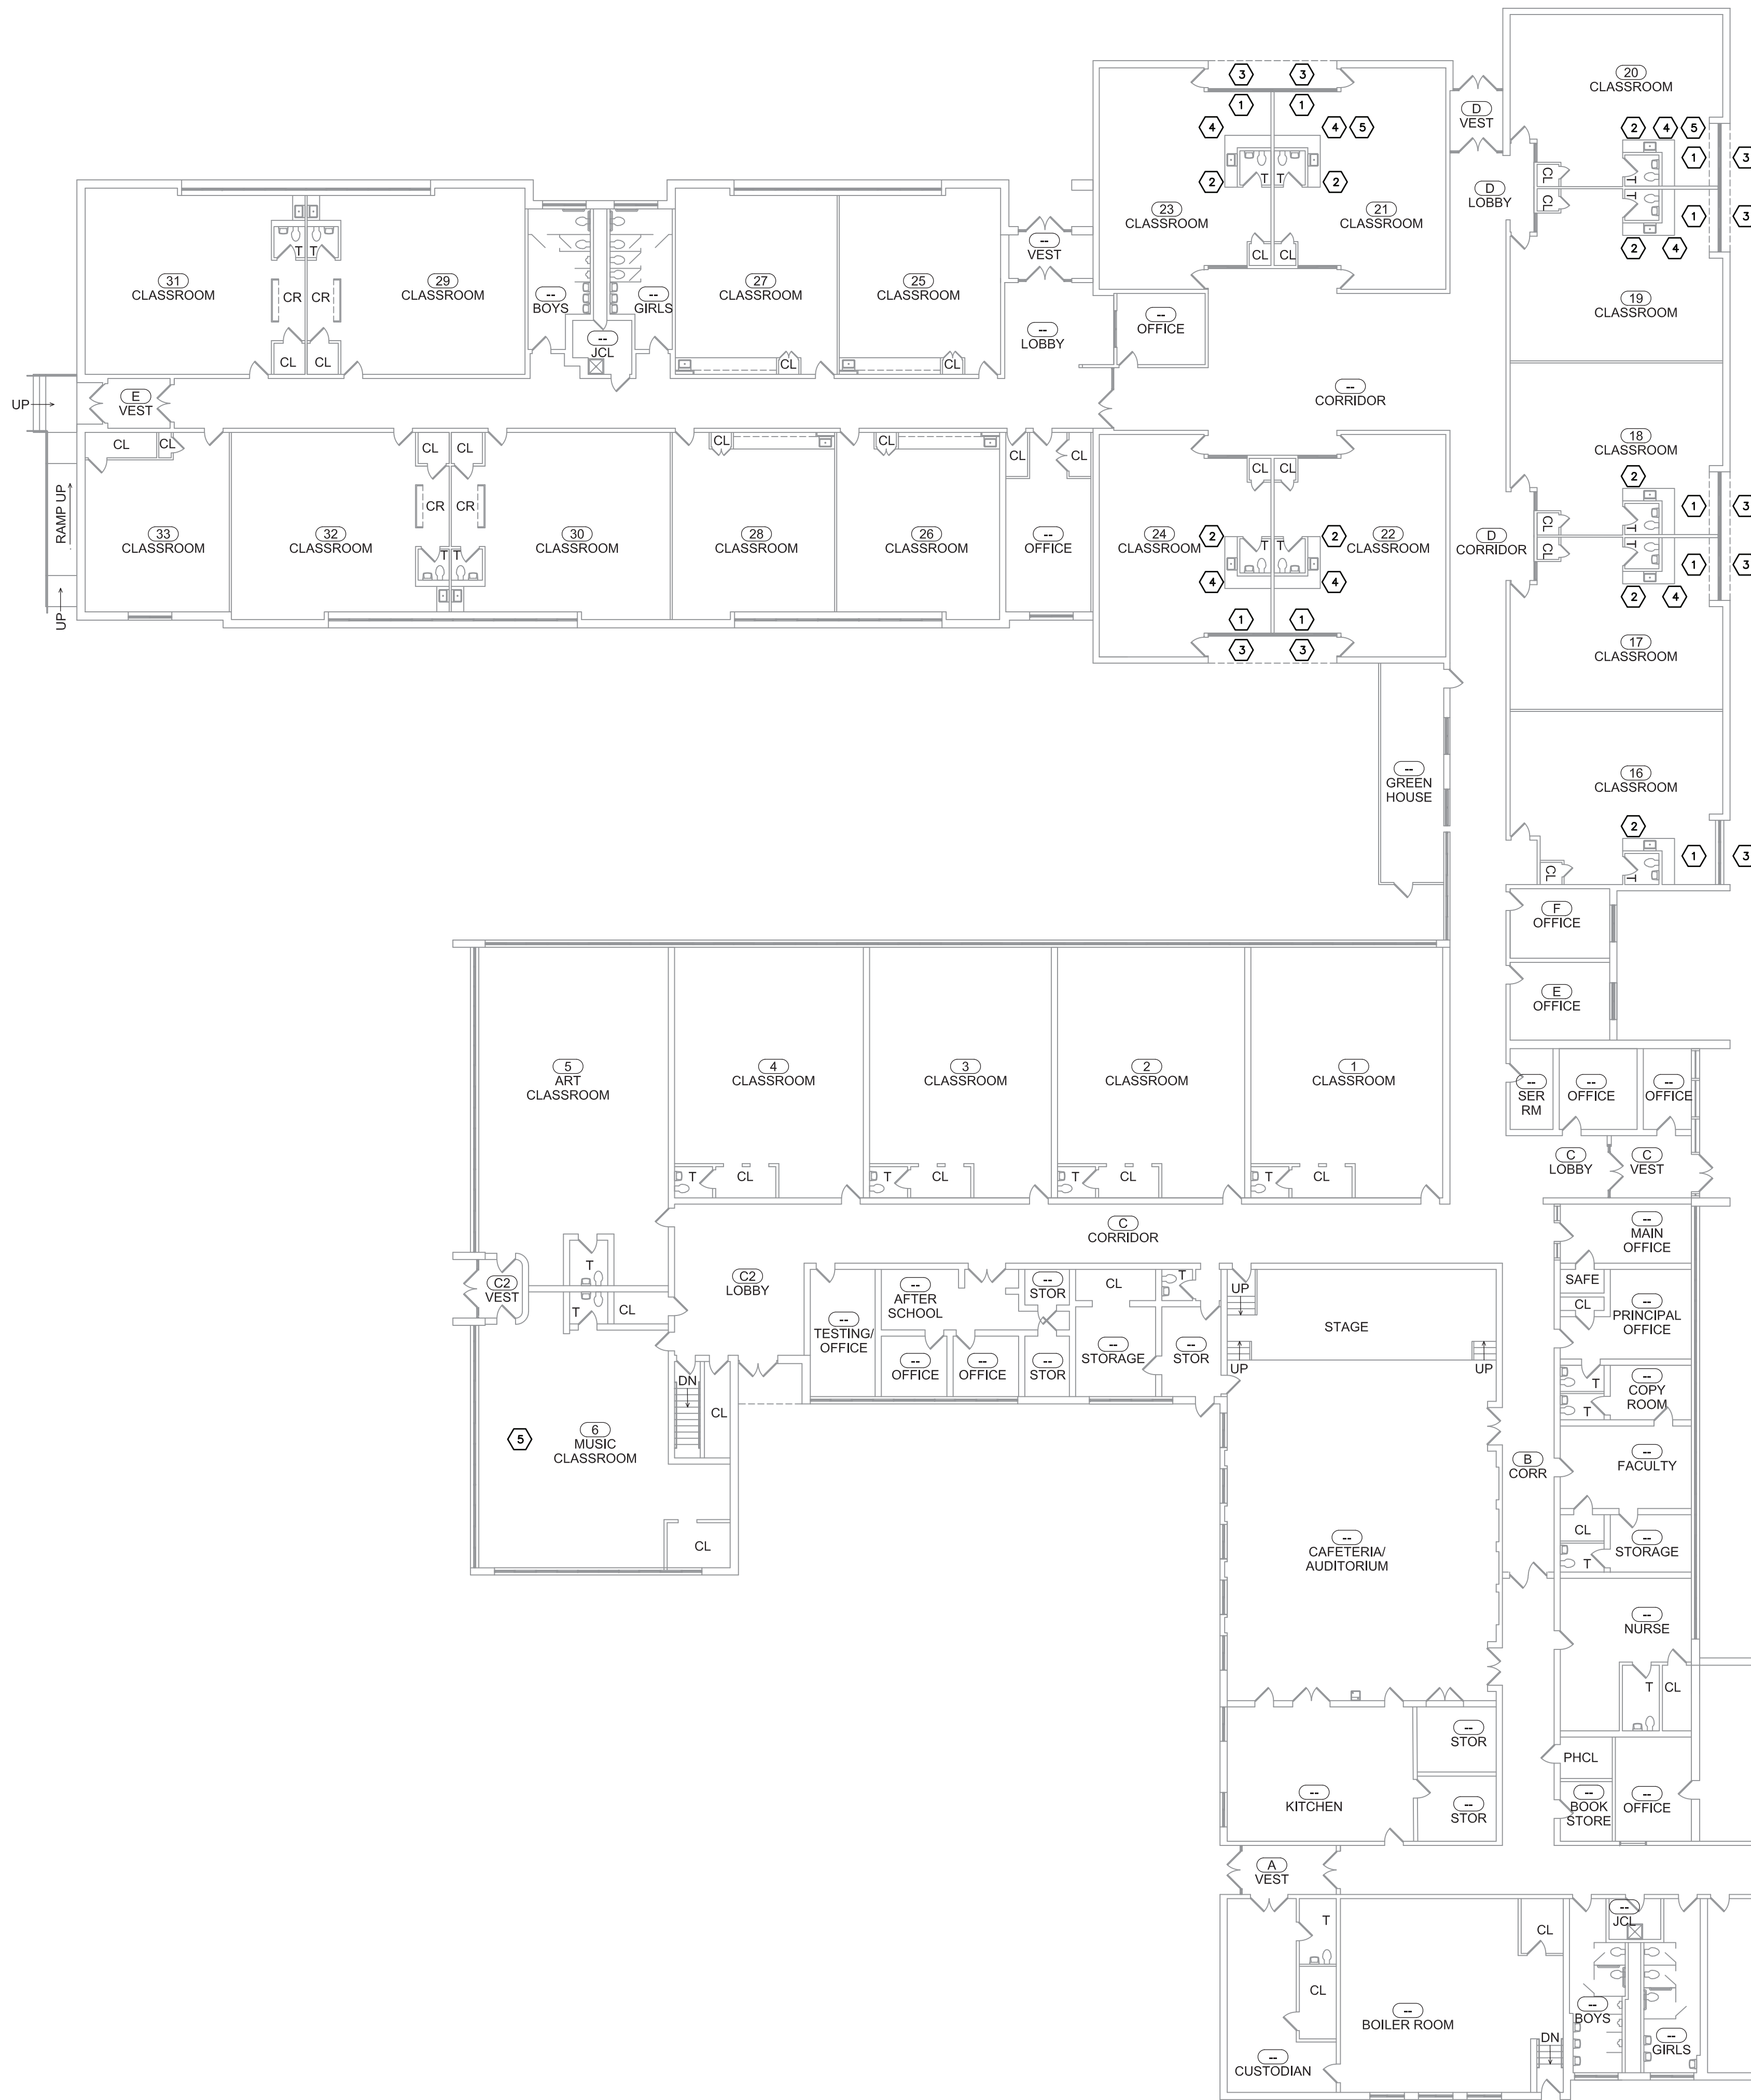 20
CLASSROOM
3
3
1
1
D
VEST
4
4
5
2
4
5
1
3
2
T
T
2
T
CL
CL
D
LOBBY
T
1
3
23
CLASSROOM
21
CLASSROOM
2
4
--
VEST
CL
CL
T
T
31
CLASSROOM
CR
CR
29
CLASSROOM
--
BOYS
--
GIRLS
27
CLASSROOM
25
CLASSROOM
19
CLASSROOM
--
OFFICE
--
LOBBY
--
JCL
CL
CL
CL
CL
UP
E
VEST
--
CORRIDOR
CL
CL
CL
CL
CL
CL
CL
CL
CL
CL
18
CLASSROOM
2
RAMP UP
CR
CR
1
3
33
CLASSROOM
32
CLASSROOM
30
CLASSROOM
28
CLASSROOM
26
CLASSROOM
--
OFFICE
24
CLASSROOM
2
T
T
2
22
CLASSROOM
D
CORRIDOR
CL
CL
T
T
1
3
T
T
4
4
2
4
UP
1
1
3
3
17
CLASSROOM
--
GREEN
HOUSE
16
CLASSROOM
2
1
3
CL
T
F
OFFICE
E
OFFICE
5
ART
CLASSROOM
4
CLASSROOM
3
CLASSROOM
2
CLASSROOM
1
CLASSROOM
--
SER
RM
--
OFFICE
--
OFFICE
T
CL
T
CL
T
CL
T
CL
C
LOBBY
C
VEST
C
CORRIDOR
--
MAIN
OFFICE
T
C2
VEST
C2
LOBBY
--
AFTER
SCHOOL
--
STOR
CL
T
UP
SAFE
CL
--
PRINCIPAL
OFFICE
T
CL
--
TESTING/
OFFICE
STAGE
--
OFFICE
--
OFFICE
--
STOR
--
STORAGE
--
STOR
UP
UP
DN
CL
T
T
--
COPY
ROOM
5
6
MUSIC
CLASSROOM
B
CORR
--
FACULTY
CL
--
CAFETERIA/
AUDITORIUM
CL
T
--
STORAGE
--
NURSE
T
CL
--
STOR
PHCL
--
KITCHEN
--
STOR
--
BOOK
STORE
--
OFFICE
A
VEST
T
CL
--
JCL
CL
--
BOILER ROOM
--
BOYS
--
GIRLS
DN
--
CUSTODIAN